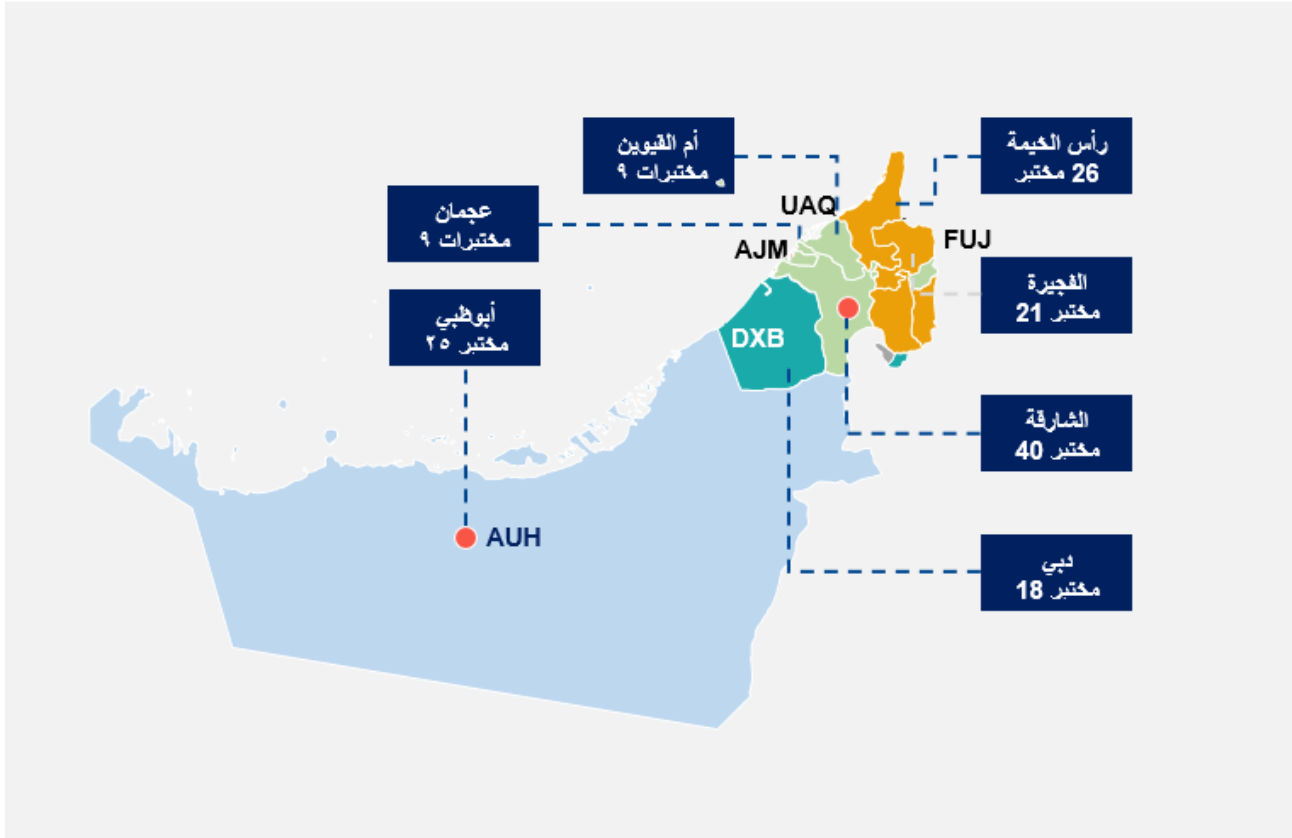 أم القيوين
٩ مختبرات
رأس الخيمة
26 مختبر
عجمان
٩ مختبرات
UAQ
AJM
FUJ
الفجيرة
مختبر 21
أبوظبي
مختبر ٢٥
DXB
الشارقة
مختبر 40
AUH
دبي
مختبر 18